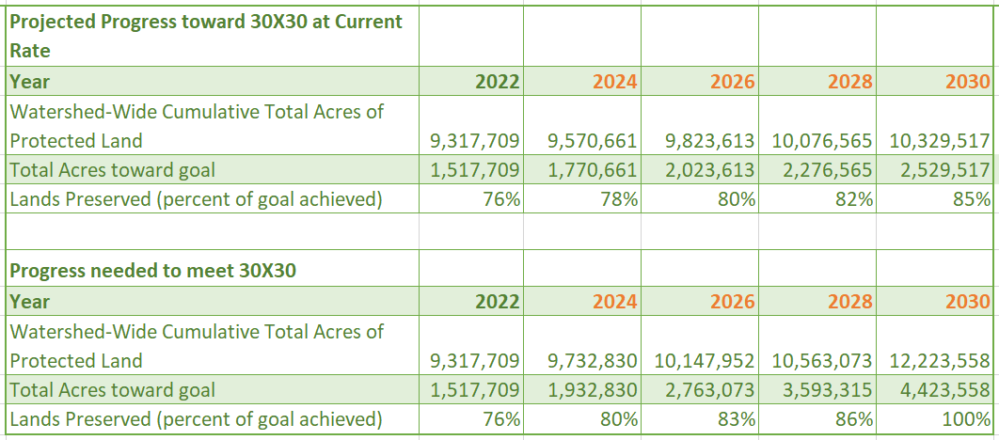 Projected Progress toward 30X30 at Current
Rate
Year 2022 2024 2026 2028 2030
Watershed-Wide Cumulative Total Acres of
Protected Land 9,317,709 9,570,661 9,823,613 10,076,565 10,329,517
Total Acres toward goal 1,517,709 1,770,661 2,023,613 2,276,565 2,529,517
Lands Preserved (percent of goal achieved) 76% 78% 80% 82% 85%
Progress needed to meet 30X30
Year 2022 2024 2026 2028 2030
Watershed-Wide Cumulative Total Acres of
Protected Land 9,317,709 9,732,830 10,147,952 10,563,073 12,223,558
Total Acres toward goal 1,517,709 1,932,830 2,763,073 3,593,315 4,423,558
Lands Preserved (percent of goal achieved) 76% 80% 83% 86% 100%